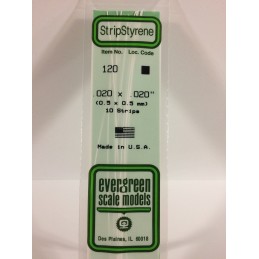 StripStyrene
Item No. Loc. Code
120
.020 x .020"
(0.5 x 0.5 mm)
10 Strips
Made in U.S.A.
evergreen
scale models
Des Plaines, IL 60018